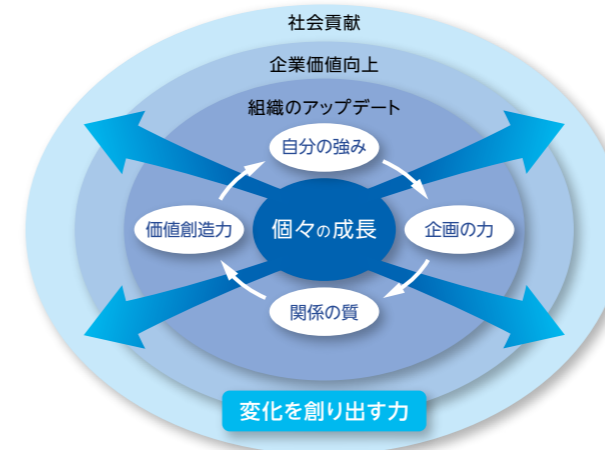 社会貢献
企業価値向上
組織のアップデート
自分の強み
価値創造力
個々の成長
企画の力
関係の質
変化を創り出す力